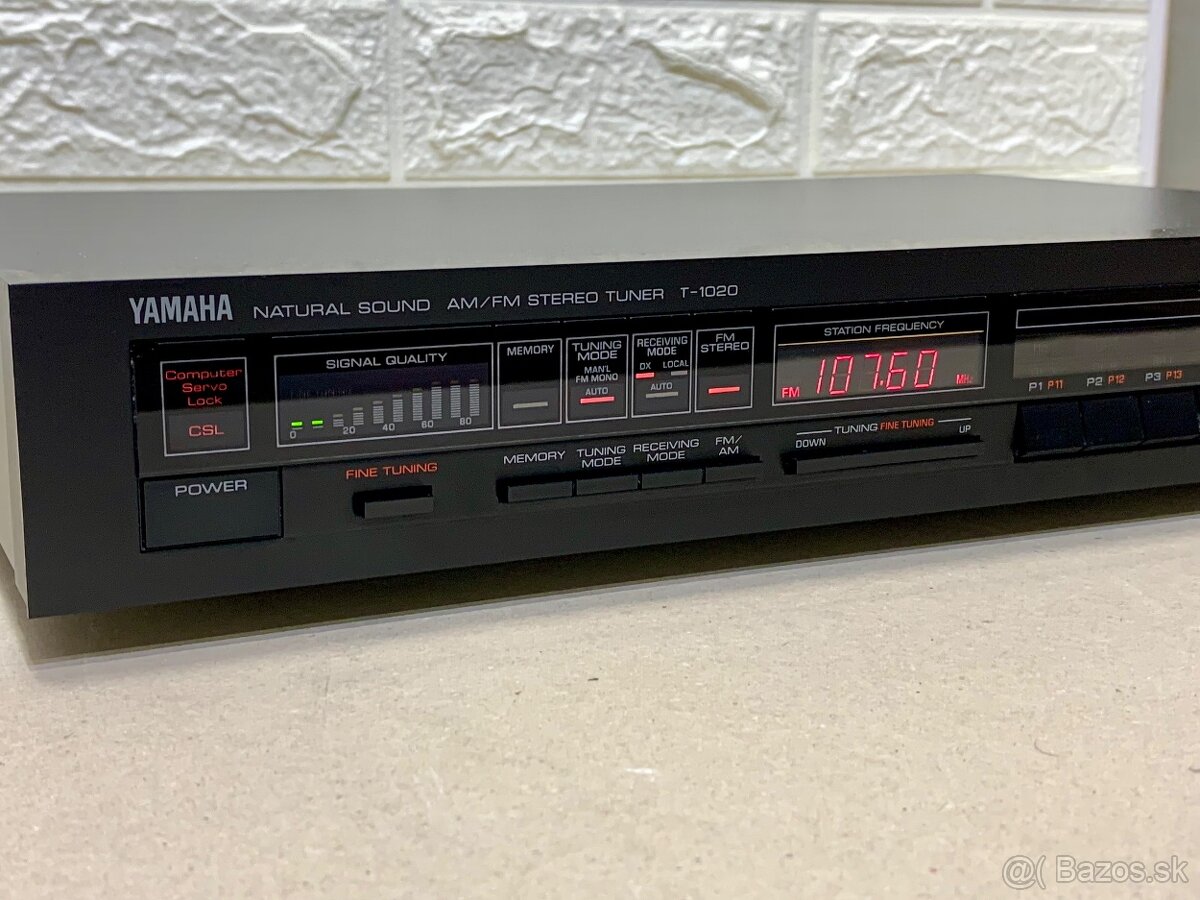 YAMAHA NATURAL SOUND AM/FM STEREO TUNER T-1020
Computer
Servo
Lock
CSL
SIGNAL QUALITY
0 20 40 60 80
MEMORY
TUNING
MODE
MAN'L
FM MONO
AUTO
RECEIVING
MODE
DX LOCAL
AUTO
FM
STEREO
STATION FREQUENCY
FM 107.60 MHz
P1 P11 P2 P12 P3 P13
POWER
FINE TUNING
MEMORY
TUNING
MODE
RECEIVING
MODE
FM/
AM
DOWN TUNING FINE TUNING UP
@( Bazos.sk